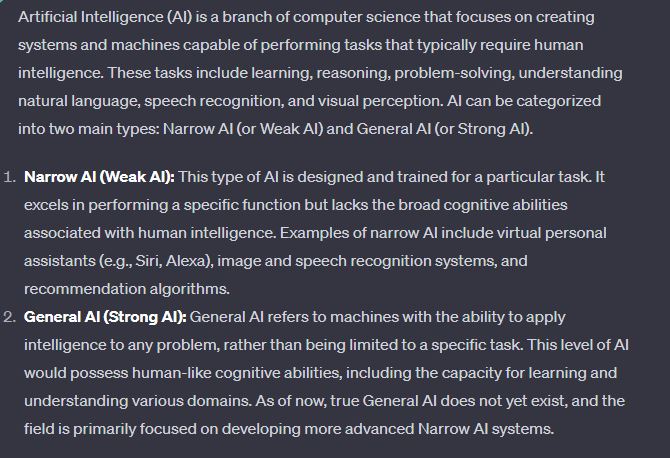 Artificial Intelligence (AI) is a branch of computer science that focuses on creating
systems and machines capable of performing tasks that typically require human
intelligence. These tasks include learning, reasoning, problem-solving, understanding
natural language, speech recognition, and visual perception. AI can be categorized
into two main types: Narrow AI (or Weak AI) and General AI (or Strong AI).
1. Narrow AI (Weak AI): This type of AI is designed and trained for a particular task. It
excels in performing a specific function but lacks the broad cognitive abilities
associated with human intelligence. Examples of narrow AI include virtual personal
assistants (e.g., Siri, Alexa), image and speech recognition systems, and
recommendation algorithms.
2. General AI (Strong AI): General AI refers to machines with the ability to apply
intelligence to any problem, rather than being limited to a specific task. This level of AI
would possess human-like cognitive abilities, including the capacity for learning and
understanding various domains. As of now, true General AI does not yet exist, and the
field is primarily focused on developing more advanced Narrow AI systems.